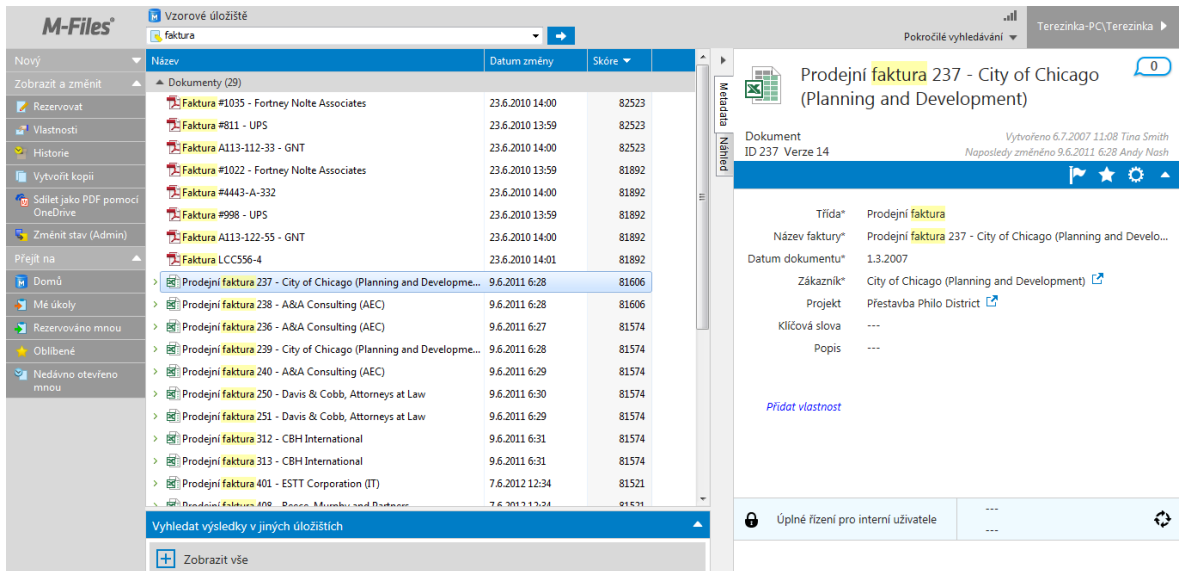 M-Files®
Vzorové úložiště
faktura
Pokročilé vyhledávání
Terezinka-PC\Terezinka
Nový
Zobrazit a změnit
Rezervovat
Vlastnosti
Historie
Vytvořit kopii
Sdílet jako PDF pomocí
OneDrive
Změnit stav (Admin)
Přejít na
Domů
Mé úkoly
Rezervováno mnou
Oblíbené
Nedávno otevřeno
mnou
Název Datum změny Skóre
Dokumenty (29)
Faktura #1035 - Fortney Nolte Associates 23.6.2010 14:00 82523
Faktura #811 - UPS 23.6.2010 13:59 82523
Faktura A113-112-33 - GNT 23.6.2010 14:00 82523
Faktura #1022 - Fortney Nolte Associates 23.6.2010 13:59 81892
Faktura #4443-A-332 23.6.2010 14:00 81892
Faktura #998 - UPS 23.6.2010 13:59 81892
Faktura A113-122-55 - GNT 23.6.2010 14:00 81892
Faktura LCC556-4 23.6.2010 14:01 81892
Prodejní faktura 237 - City of Chicago (Planning and Developme... 9.6.2011 6:28 81606
Prodejní faktura 238 - A&A Consulting (AEC) 9.6.2011 6:28 81606
Prodejní faktura 236 - A&A Consulting (AEC) 9.6.2011 6:27 81574
Prodejní faktura 239 - City of Chicago (Planning and Developme... 9.6.2011 6:28 81574
Prodejní faktura 240 - A&A Consulting (AEC) 9.6.2011 6:29 81574
Prodejní faktura 250 - Davis & Cobb, Attorneys at Law 9.6.2011 6:30 81574
Prodejní faktura 251 - Davis & Cobb, Attorneys at Law 9.6.2011 6:29 81574
Prodejní faktura 312 - CBH International 9.6.2011 6:31 81574
Prodejní faktura 313 - CBH International 9.6.2011 6:31 81574
Prodejní faktura 401 - ESTT Corporation (IT) 7.6.2012 12:34 81521
Prodejní faktura 408 - Reece, Murphy and Partners 7.6.2012 12:34 81521
Vyhledat výsledky v jiných úložištích
Zobrazit vše
Metadata
Náhled
Prodejní faktura 237 - City of Chicago
(Planning and Development)
0
Dokument
ID 237 Verze 14
Vytvořeno 6.7.2007 11:08 Tina Smith
Naposledy změněno 9.6.2011 6:28 Andy Nash
Třída* Prodejní faktura
Název faktury* Prodejní faktura 237 - City of Chicago (Planning and Develo...
Datum dokumentu* 1.3.2007
Zákazník* City of Chicago (Planning and Development)
Projekt Přestavba Philo District
Klíčová slova ---
Popis ---
Přidat vlastnost
Úplné řízení pro interní uživatele
---
---